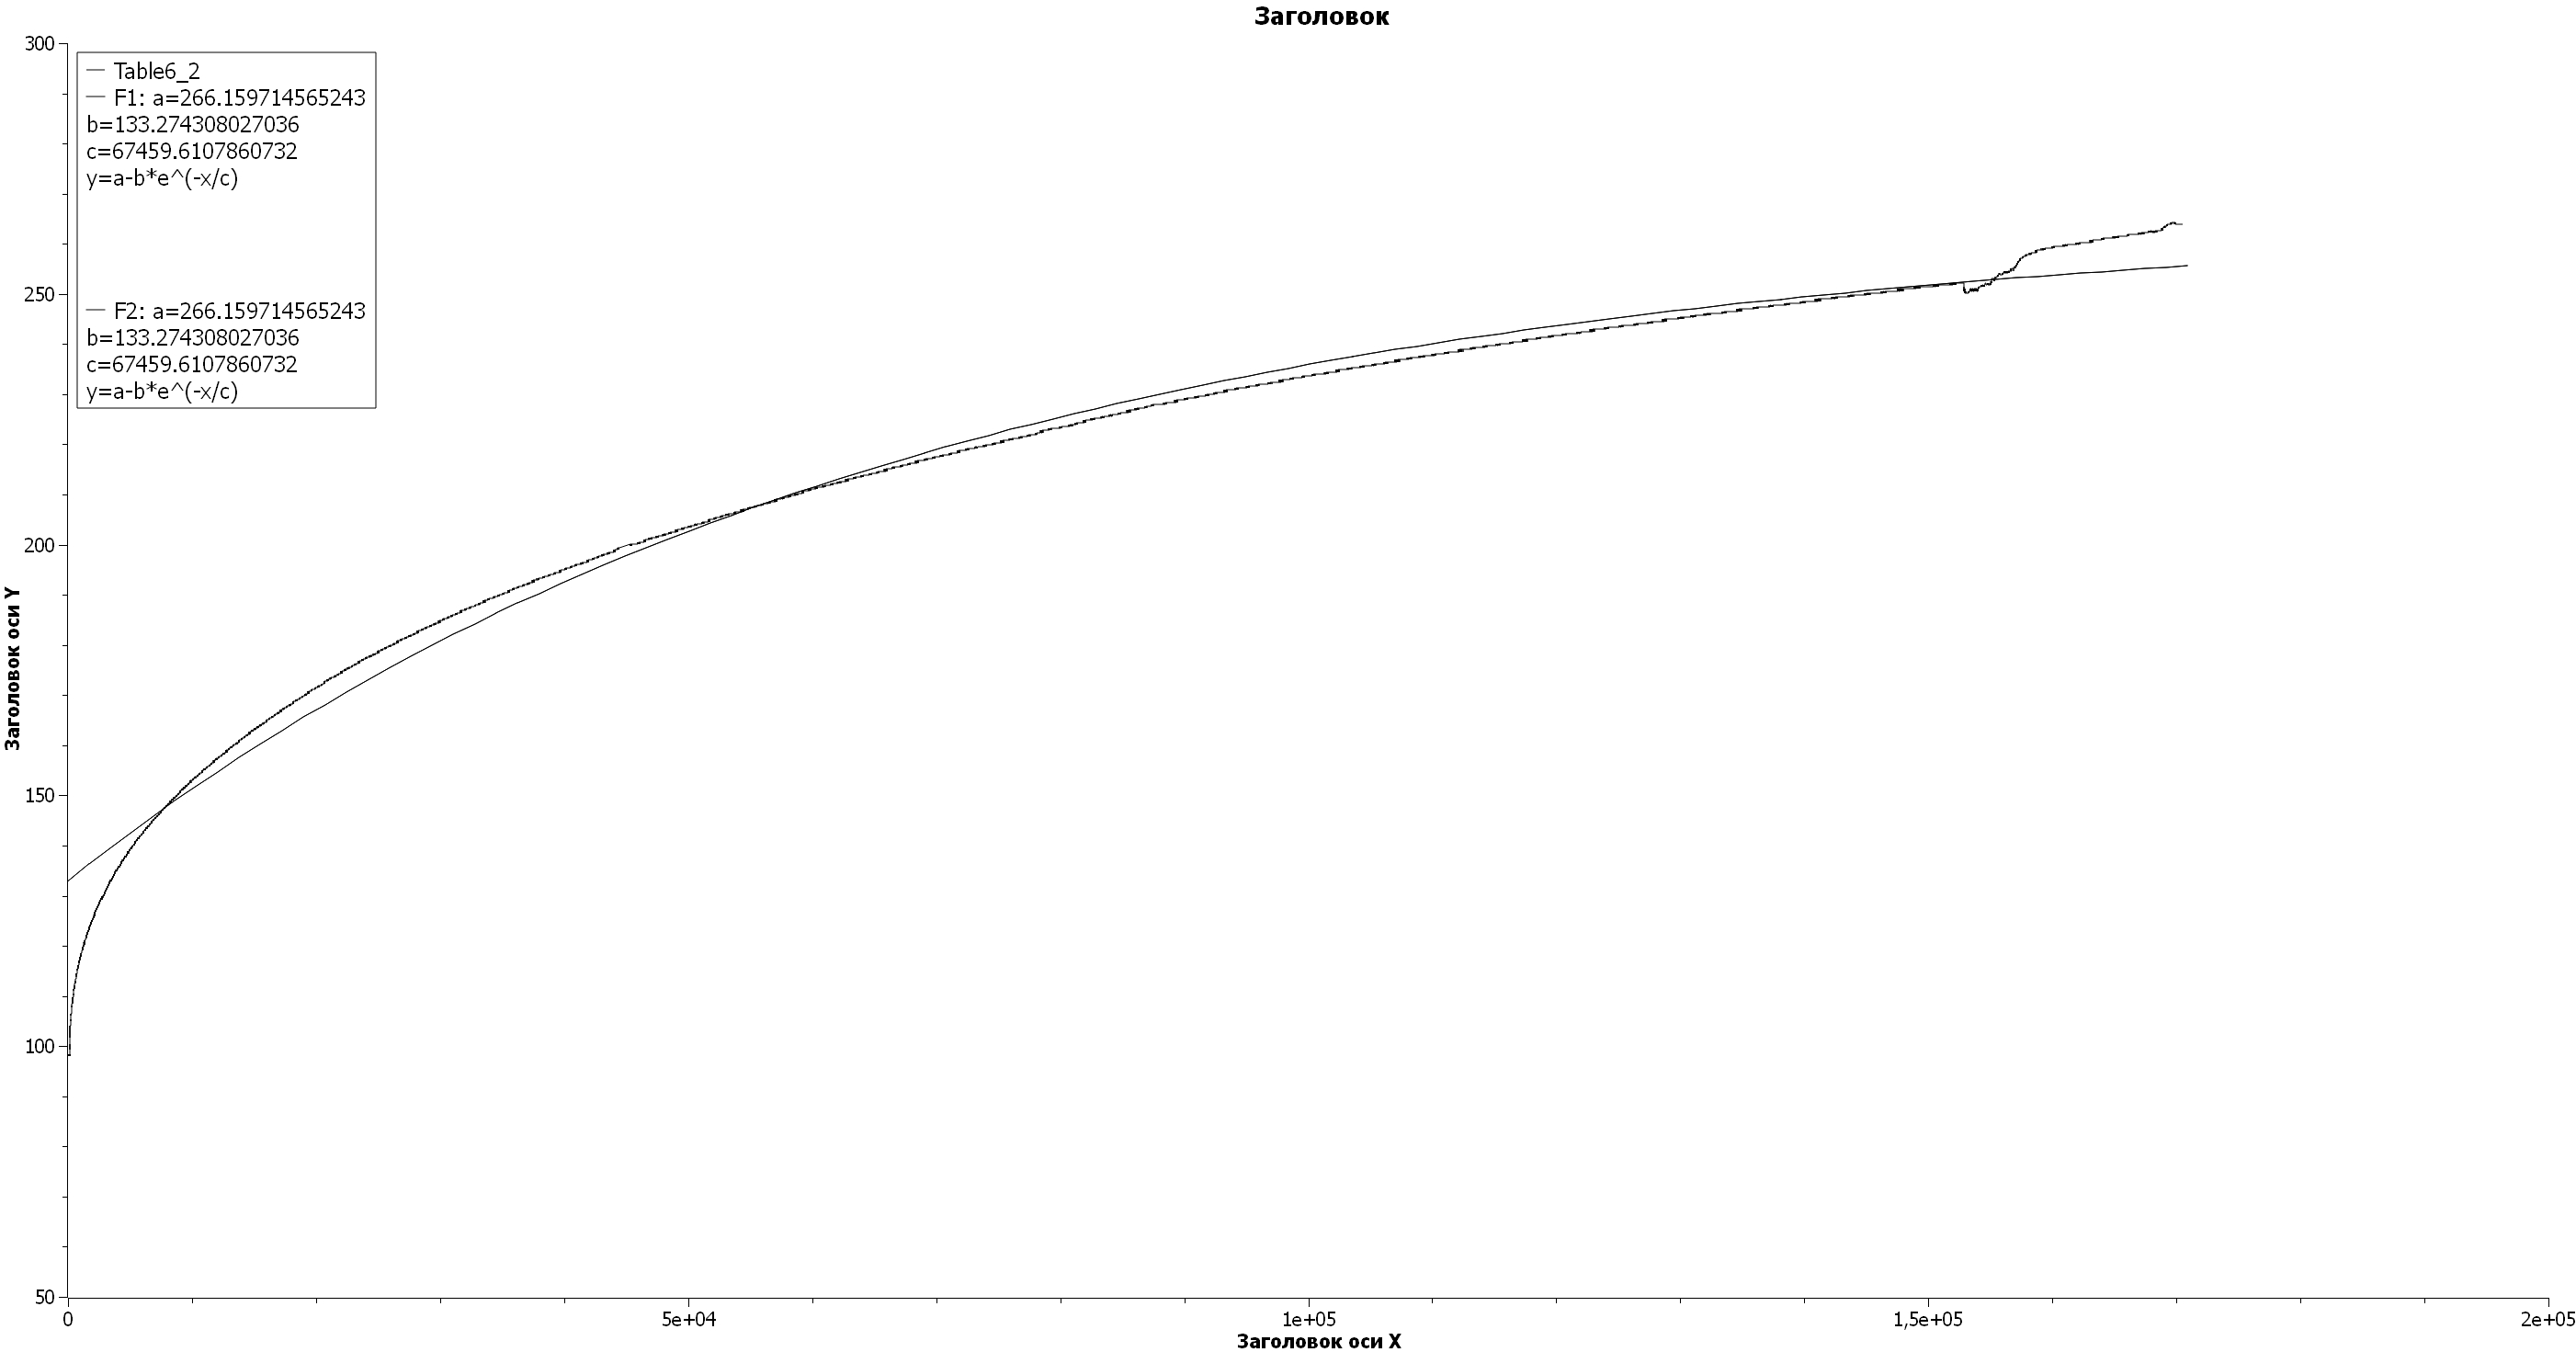 Заголовок
300
250
200
150
100
50
Table6_2
F1: a=266.159714565243
b=133.274308027036
c=67459.6107860732
y=a-b*e^(-x/c)
F2: a=266.159714565243
b=133.274308027036
c=67459.6107860732
y=a-b*e^(-x/c)
Заголовок оси Y
0
5e+04
1e+05
1,5e+05
2e+05
Заголовок оси X